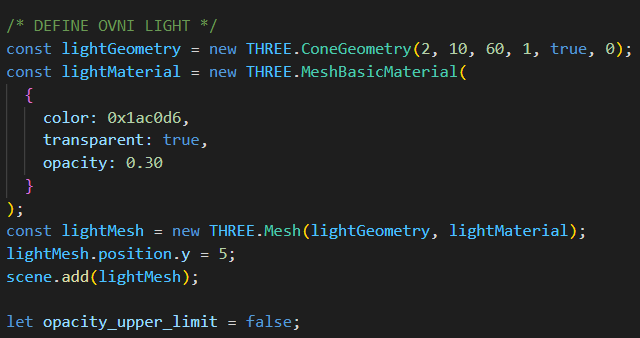 /* DEFINE OVNI LIGHT */
const lightGeometry = new THREE.ConeGeometry(2, 10, 60, 1, true, 0);
const lightMaterial = new THREE.MeshBasicMaterial(
  {
    color: 0x1ac0d6,
    transparent: true,
    opacity: 0.30
  }
);
const lightMesh = new THREE.Mesh(lightGeometry, lightMaterial);
lightMesh.position.y = 5;
scene.add(lightMesh);

let opacity_upper_limit = false;